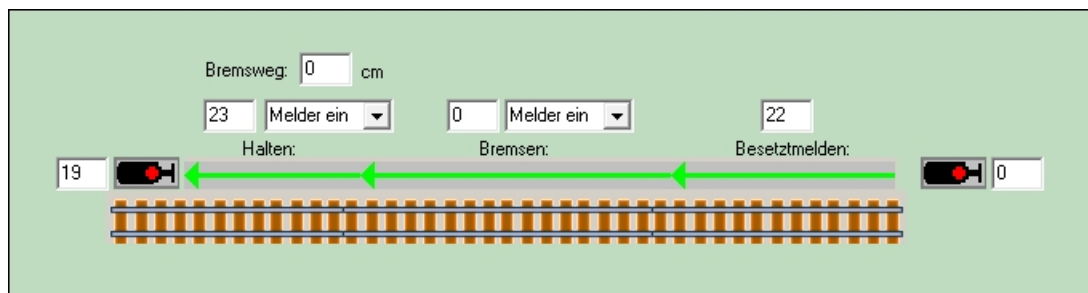 Bremsweg: 0 cm
23 Melder ein 0 Melder ein 22
Halten: Bremsen: Besetztmelden:
19 0